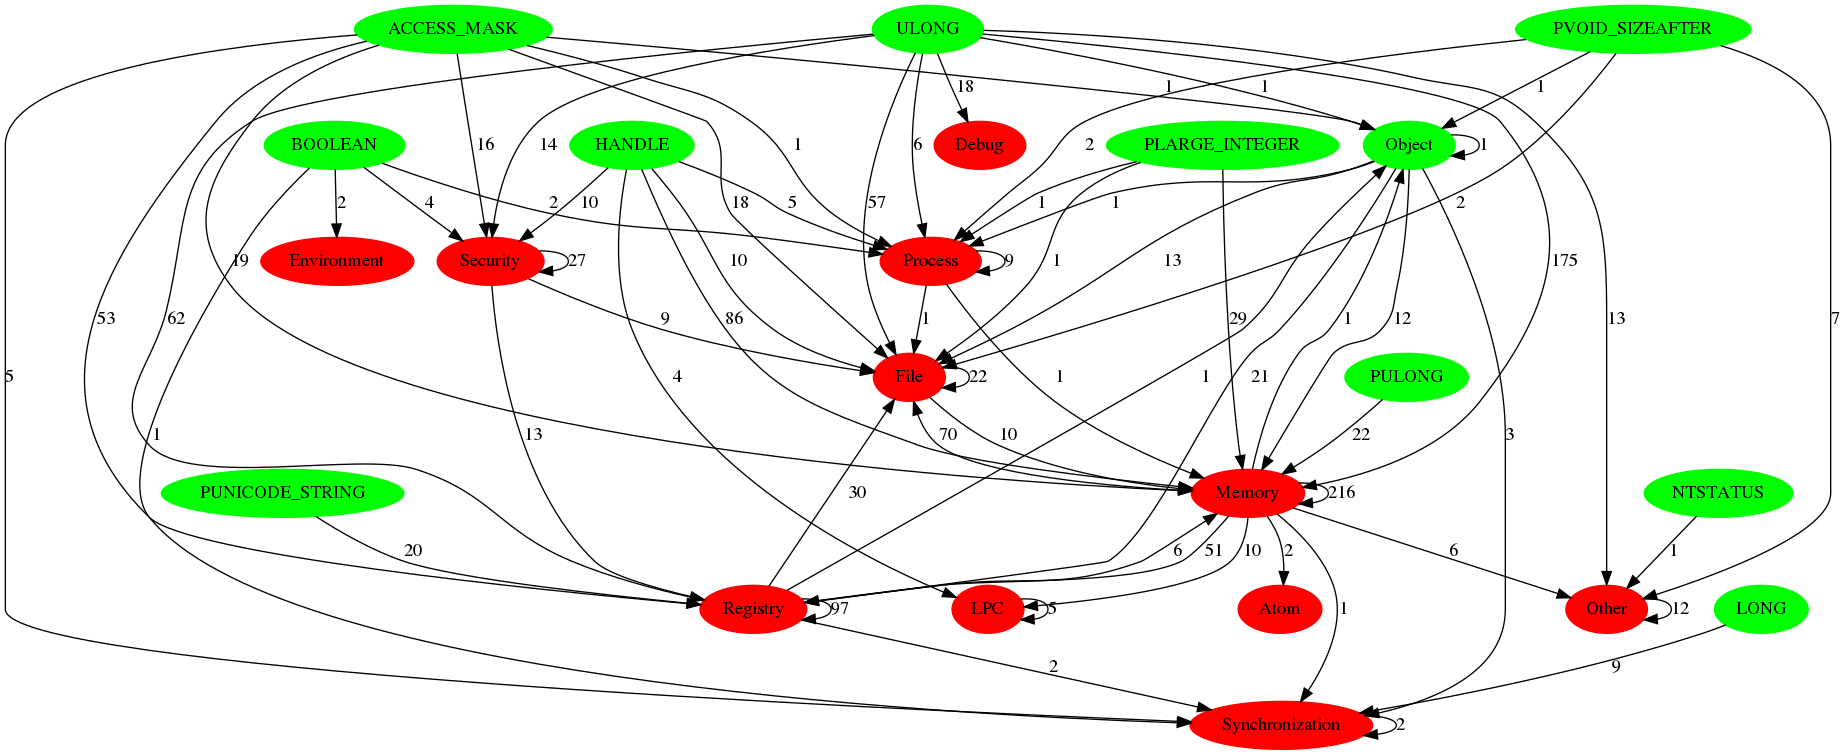 ACCESS_MASK ULONG PVOID_SIZEAFTER
18 1 1 1
BOOLEAN HANDLE Debug PLARGE_INTEGER Object
16 14 1 6 2 1
2 4 10 2 5 1 1 2
18 57
Environment Security Process
19 10 1 13 175
27 9
53 62 9 86 1 29 1 12 13 7
5 4 File 22 1 21 PULONG
1 13 70 10 22 3
PUNICODE_STRING Memory 216 NTSTATUS
30
20 6 51 10 2 6 1
Registry 97 LPC 5 Atom 1 Other 12 LONG
2 9
Synchronization 2